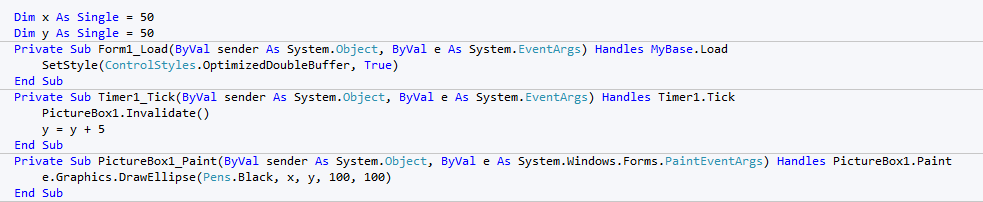 Dim x As Single = 50
Dim y As Single = 50
Private Sub Form1_Load(ByVal sender As System.Object, ByVal e As System.EventArgs) Handles MyBase.Load
    SetStyle(ControlStyles.OptimizedDoubleBuffer, True)
End Sub
Private Sub Timer1_Tick(ByVal sender As System.Object, ByVal e As System.EventArgs) Handles Timer1.Tick
    PictureBox1.Invalidate()
    y = y + 5
End Sub
Private Sub PictureBox1_Paint(ByVal sender As System.Object, ByVal e As System.Windows.Forms.PaintEventArgs) Handles PictureBox1.Paint
    e.Graphics.DrawEllipse(Pens.Black, x, y, 100, 100)
End Sub